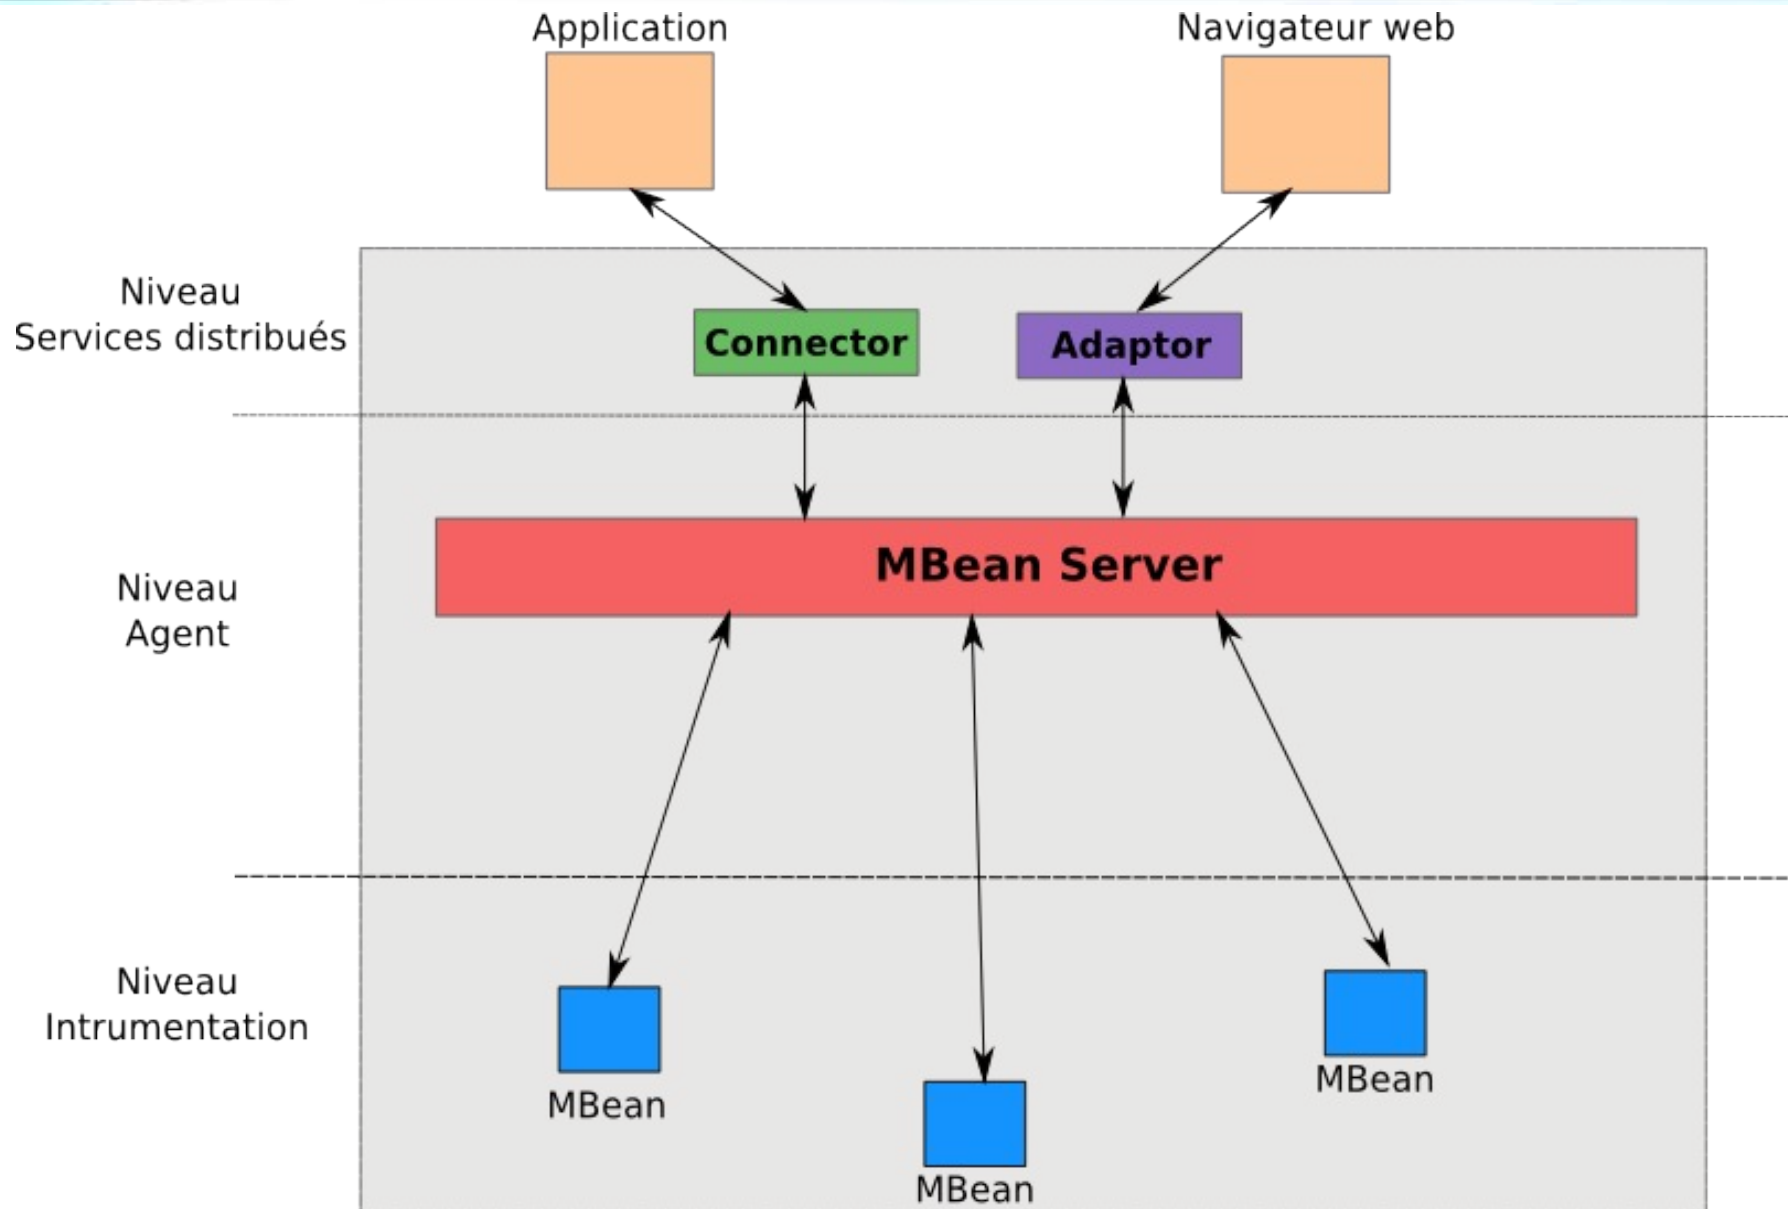 Application
Navigateur web
Niveau
Services distribués
Connector
Adaptor
MBean Server
Niveau
Agent
Niveau
Intrumentation
MBean
MBean
MBean